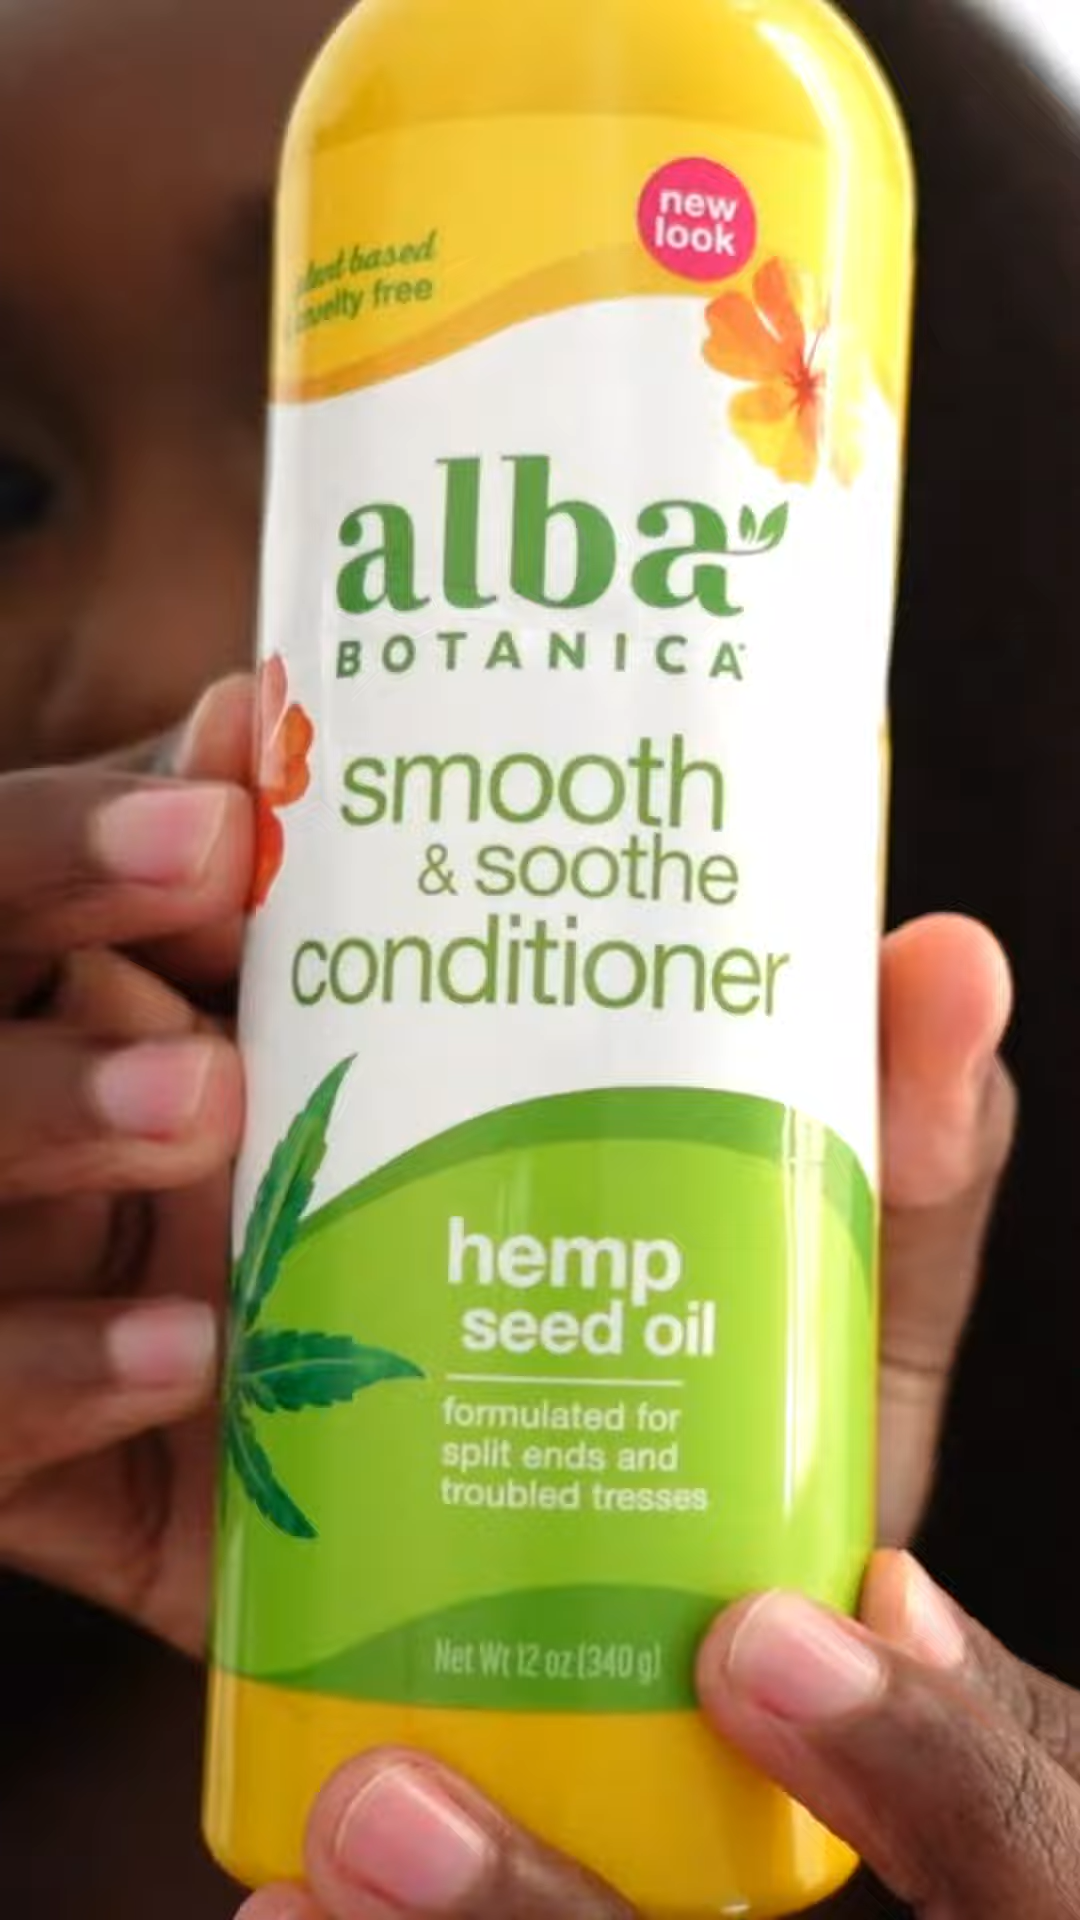 new
look
plant based
cruelty free
alba
BOTANICA
smooth
& soothe
conditioner
hemp
seed oil
formulated for
split ends and
troubled tresses
Net Wt 12 oz (340 g)